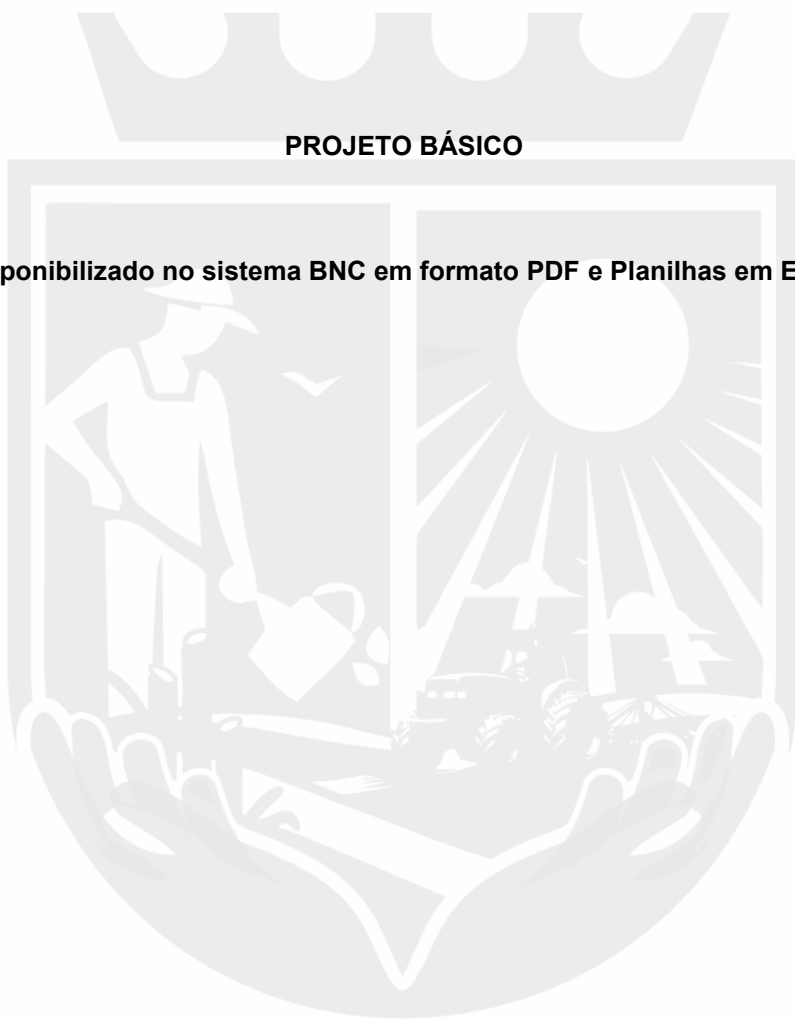 PROJETO BÁSICO
ponibilizado no sistema BNC em formato PDF e Planilhas em E